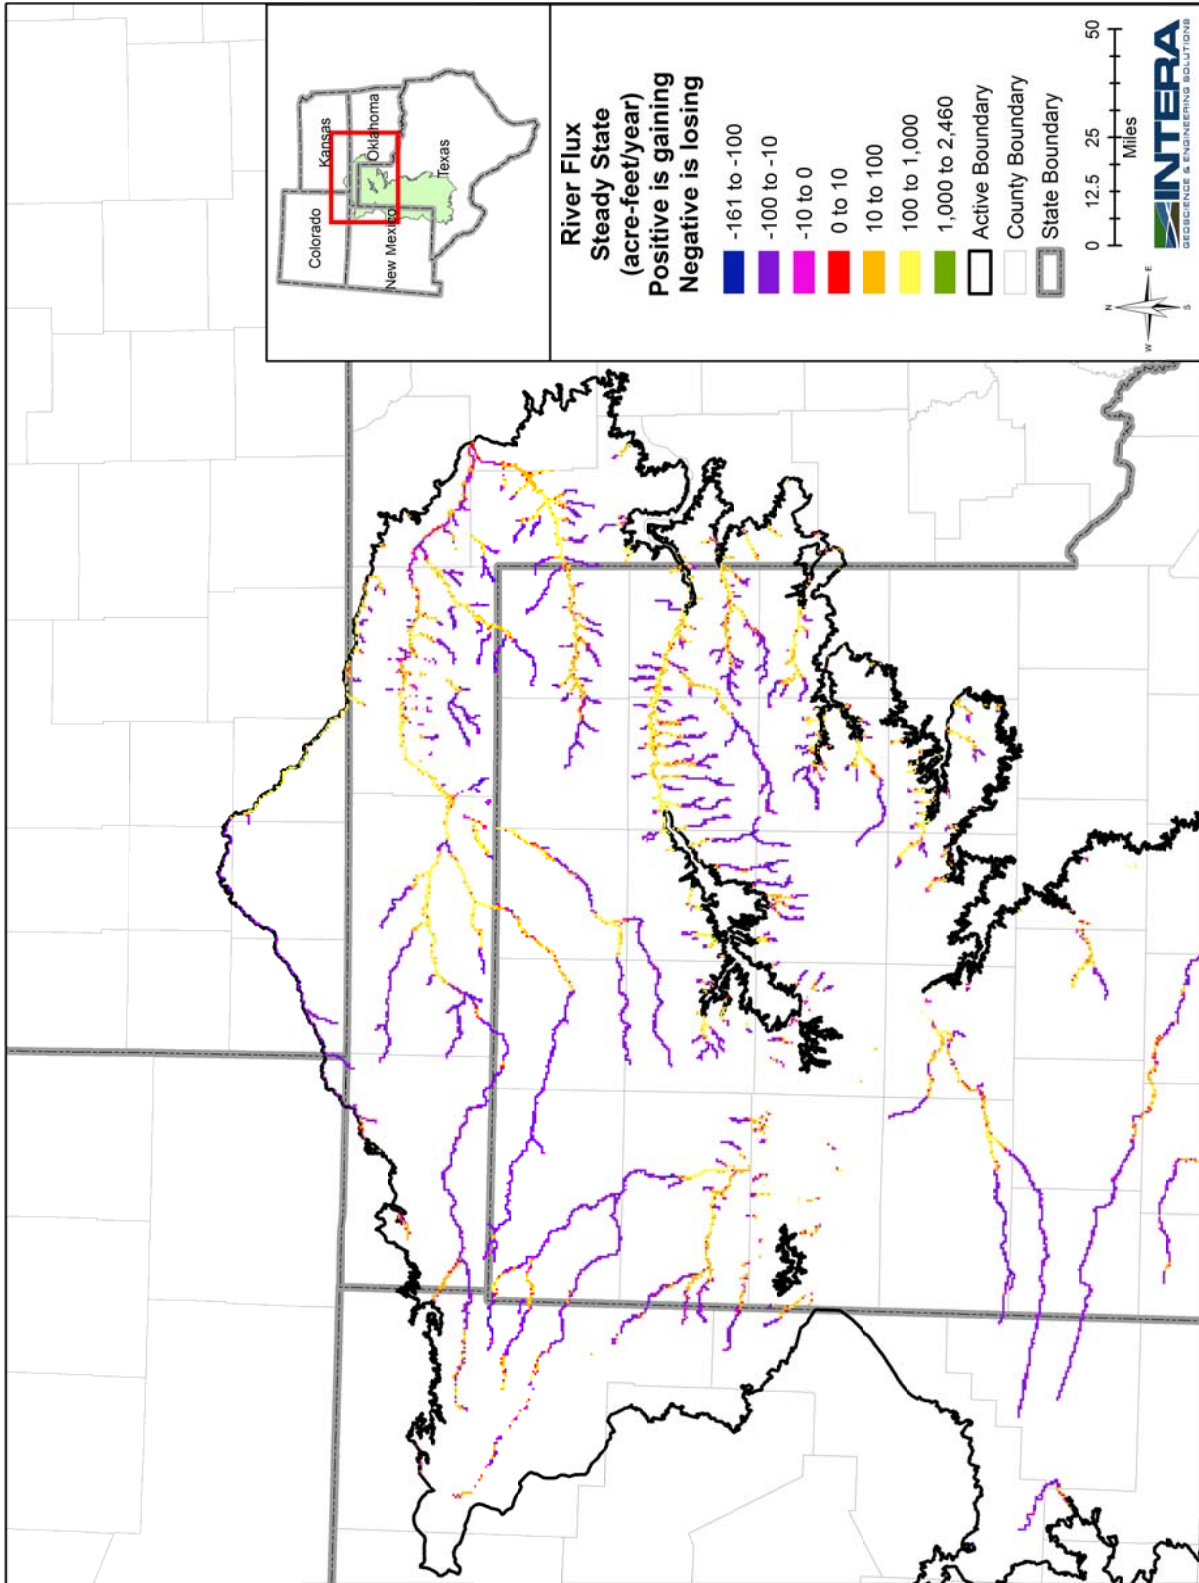 Colorado
Kansas
New Mexico
Oklahoma
Texas
River Flux
Steady State
(acre-feet/year)
Positive is gaining
Negative is losing
-161 to -100
-100 to -10
-10 to 0
0 to 10
10 to 100
100 to 1,000
1,000 to 2,460
Active Boundary
County Boundary
State Boundary
N
W E
S
0 12.5 25 50
Miles
INTERA
GEOSCIENCE & ENGINEERING SOLUTIONS